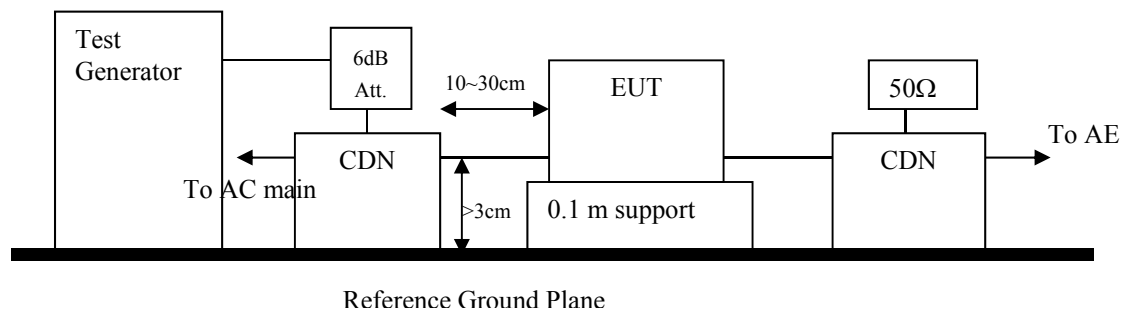 Test
Generator
6dB
Att.
10~30cm
EUT
50Ω
To AE
CDN
CDN
To AC main
>3cm
0.1 m support
Reference Ground Plane